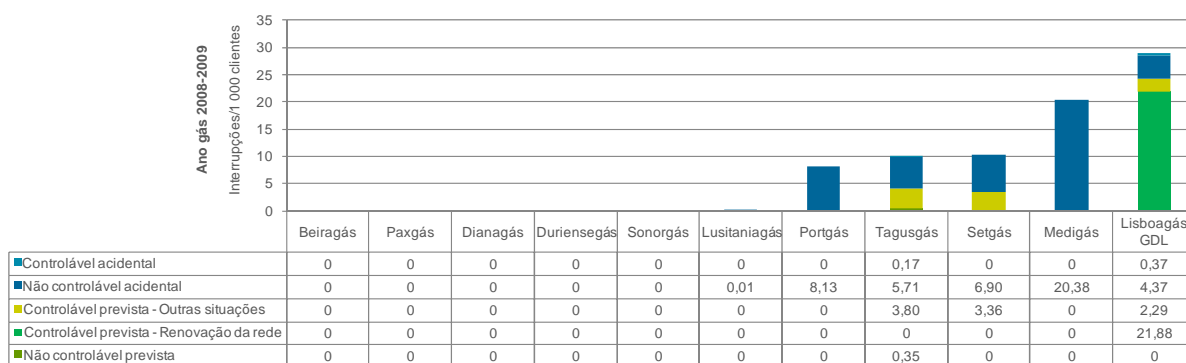 Ano gás 2008-2009
Interrupções/1 000 clientes
35
30
25
20
15
10
5
0
Beiragás Paxgás Dianagás Duriensegás Sonorgás Lusitaniagás Portgás Tagusgás Setgás Medigás Lisboagás GDL
Controlável acidental 0 0 0 0 0 0 0 0,17 0 0 0,37
Não controlável acidental 0 0 0 0 0 0,01 8,13 5,71 6,90 20,38 4,37
Controlável prevista - Outras situações 0 0 0 0 0 0 0 3,80 3,36 0 2,29
Controlável prevista - Renovação da rede 0 0 0 0 0 0 0 0 0 0 21,88
Não controlável prevista 0 0 0 0 0 0 0 0,35 0 0 0